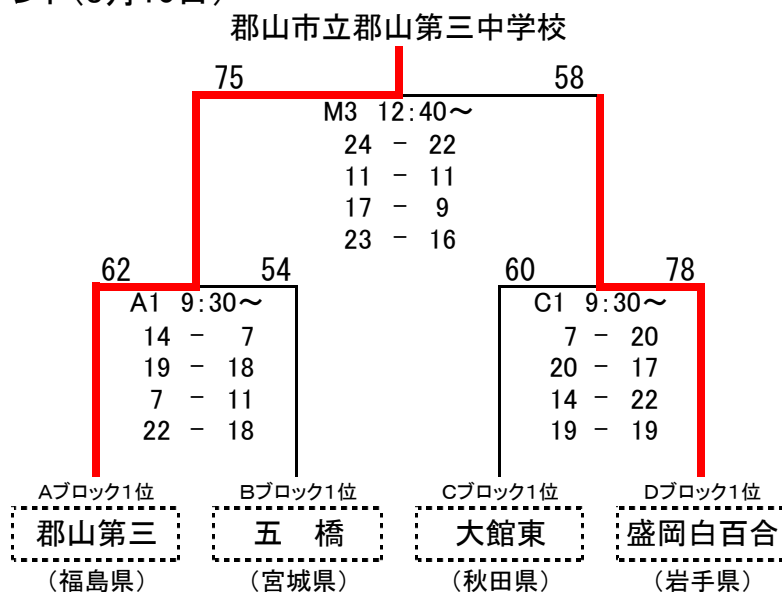 郡山市立郡山第三中学校
75 58
M3 12:40～
24 - 22
11 - 11
17 - 9
23 - 16
62 54 60 78
A1 9:30～ C1 9:30～
14 - 7 7 - 20
19 - 18 20 - 17
7 - 11 14 - 22
22 - 18 19 - 19
Aブロック1位 Bブロック1位 Cブロック1位 Dブロック1位
郡山第三 五 橋 大館東 盛岡白百合
（福島県） （宮城県） （秋田県） （岩手県）